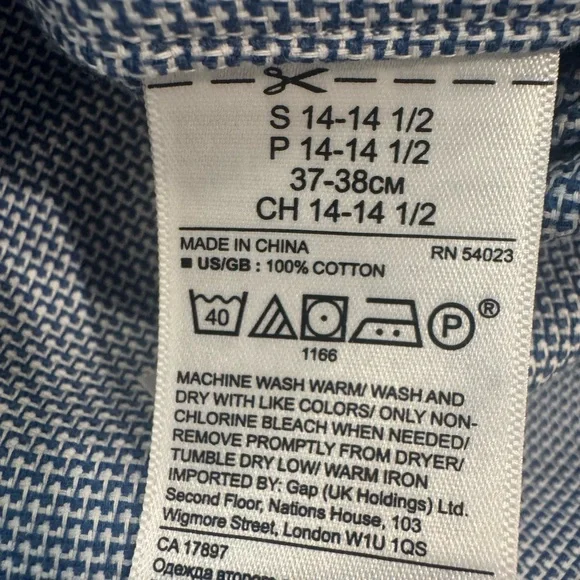 S 14-14 1/2
P 14-14 1/2
37-38CM
CH 14-14 1/2
MADE IN CHINA RN 54023
US/GB : 100% COTTON
40 P ®
1166
MACHINE WASH WARM/ WASH AND
DRY WITH LIKE COLORS/ ONLY NON-
CHLORINE BLEACH WHEN NEEDED/
REMOVE PROMPTLY FROM DRYER/
TUMBLE DRY LOW/ WARM IRON
IMPORTED BY: Gap (UK Holdings) Ltd.
Second Floor, Nations House, 103
Wigmore Street, London W1U 1QS
CA 17897
Одежда второго